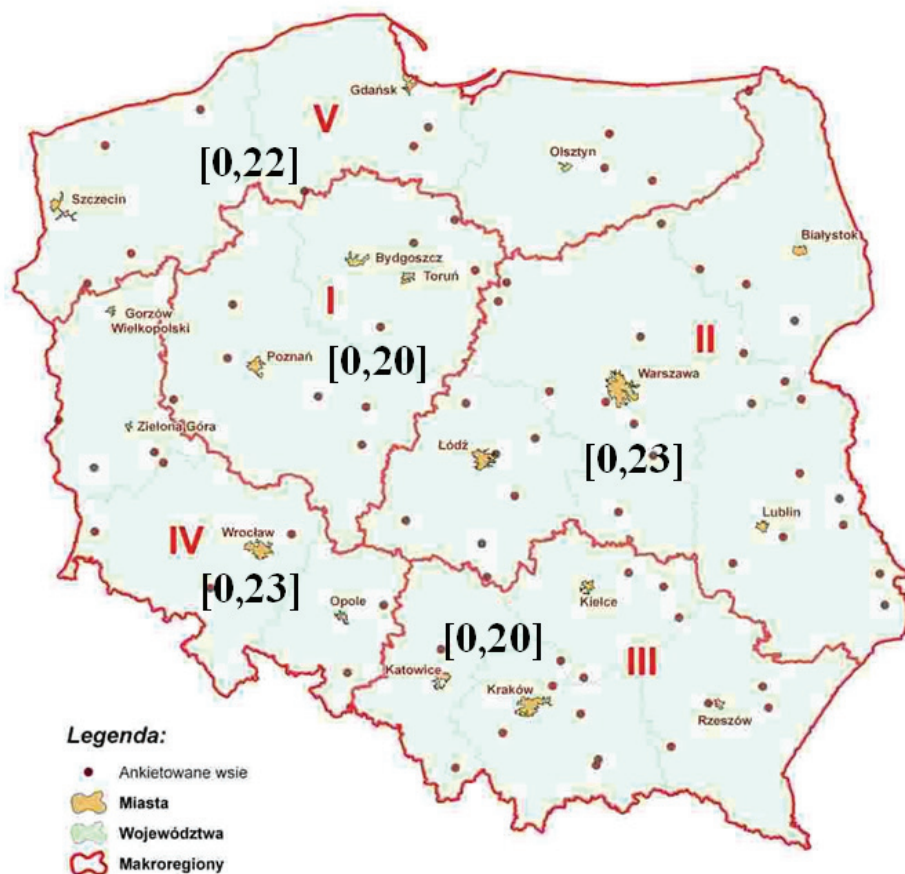 Gdańsk
V
Olsztyn
[0,22]
Szczecin
Białystok
Bydgoszcz
Toruń
I
Gorzów
Wielkopolski
II
Poznań
[0,20]
Warszawa
Zielona Góra
Łódź
[0,23]
Lublin
IV
Wrocław
[0,23]
Opole
Kielce
[0,20]
III
Katowice
Kraków
Rzeszów
Legenda:
Ankietowane wsie
Miasta
Województwa
Makroregiony